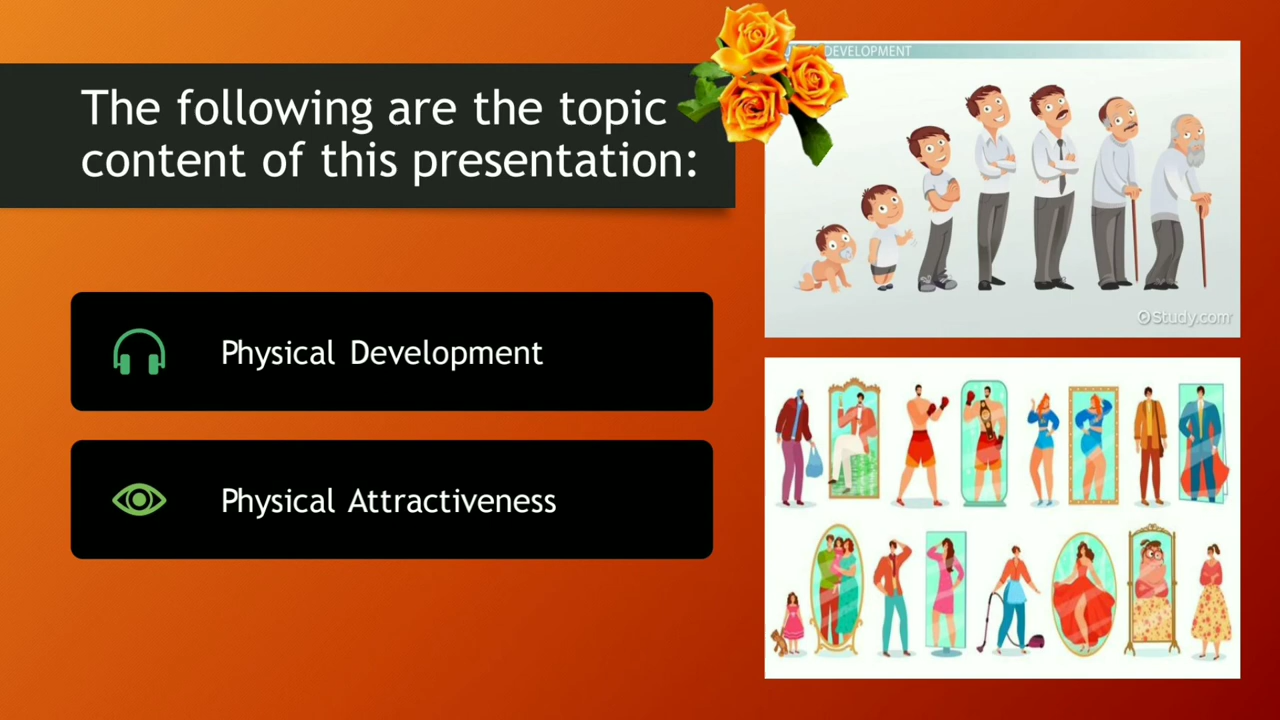 The following are the topic
content of this presentation:
DEVELOPMENT
Study.com
Physical Development
Physical Attractiveness